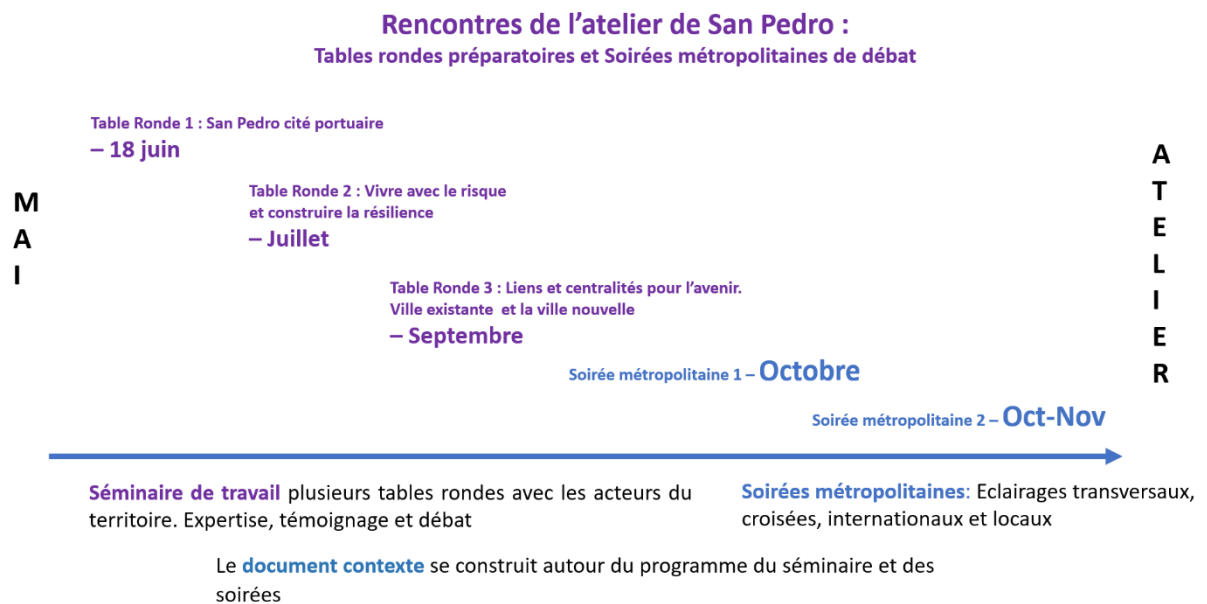 Rencontres de l’atelier de San Pedro :
Tables rondes préparatoires et Soirées métropolitaines de débat
Table Ronde 1 : San Pedro cité portuaire
– 18 juin
MAI
Table Ronde 2 : Vivre avec le risque
et construire la résilience
– Juillet
Table Ronde 3 : Liens et centralités pour l’avenir.
Ville existante et la ville nouvelle
– Septembre
Soirée métropolitaine 1 – Octobre
Soirée métropolitaine 2 – Oct-Nov
ATELIER
Séminaire de travail plusieurs tables rondes avec les acteurs du
territoire. Expertise, témoignage et débat
Soirées métropolitaines: Eclairages transversaux,
croisées, internationaux et locaux
Le document contexte se construit autour du programme du séminaire et des
soirées